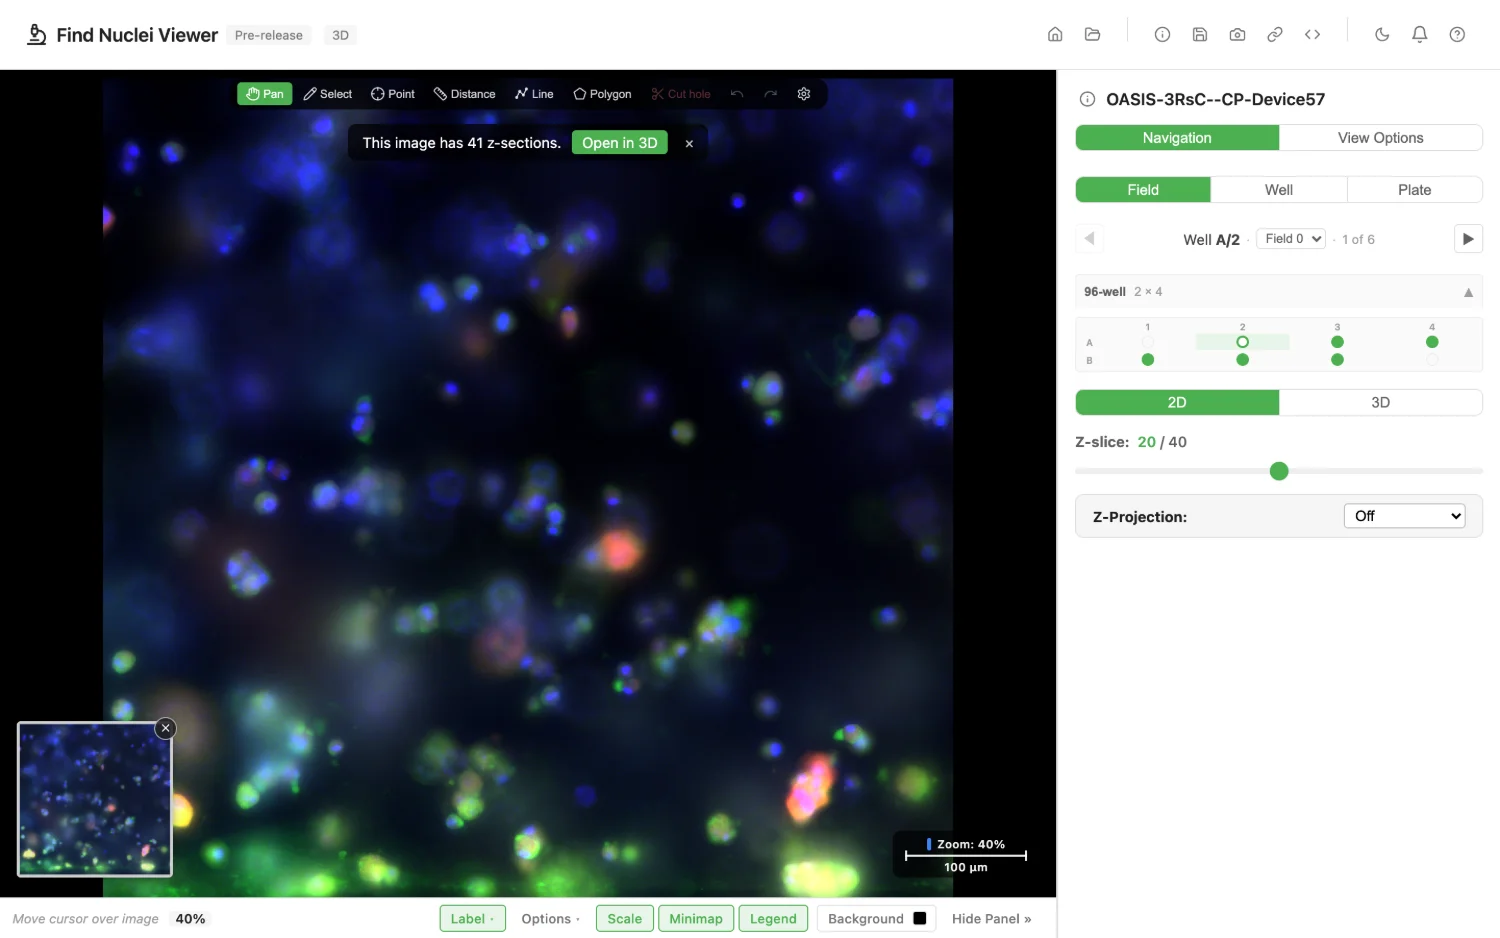 Find Nuclei Viewer Pre-release 3D
Pan Select Point Distance Line Polygon Cut hole
This image has 41 z-sections. Open in 3D ×
OASIS-3RsC--CP-Device57
Navigation View Options
Field Well Plate
Well A/2 · Field 0 · 1 of 6
96-well 2 × 4
1 2 3 4
A
B
2D 3D
Z-slice: 20 / 40
Z-Projection: Off
Zoom: 40%
100 µm
Move cursor over image 40% Label · Options · Scale Minimap Legend Background Hide Panel »